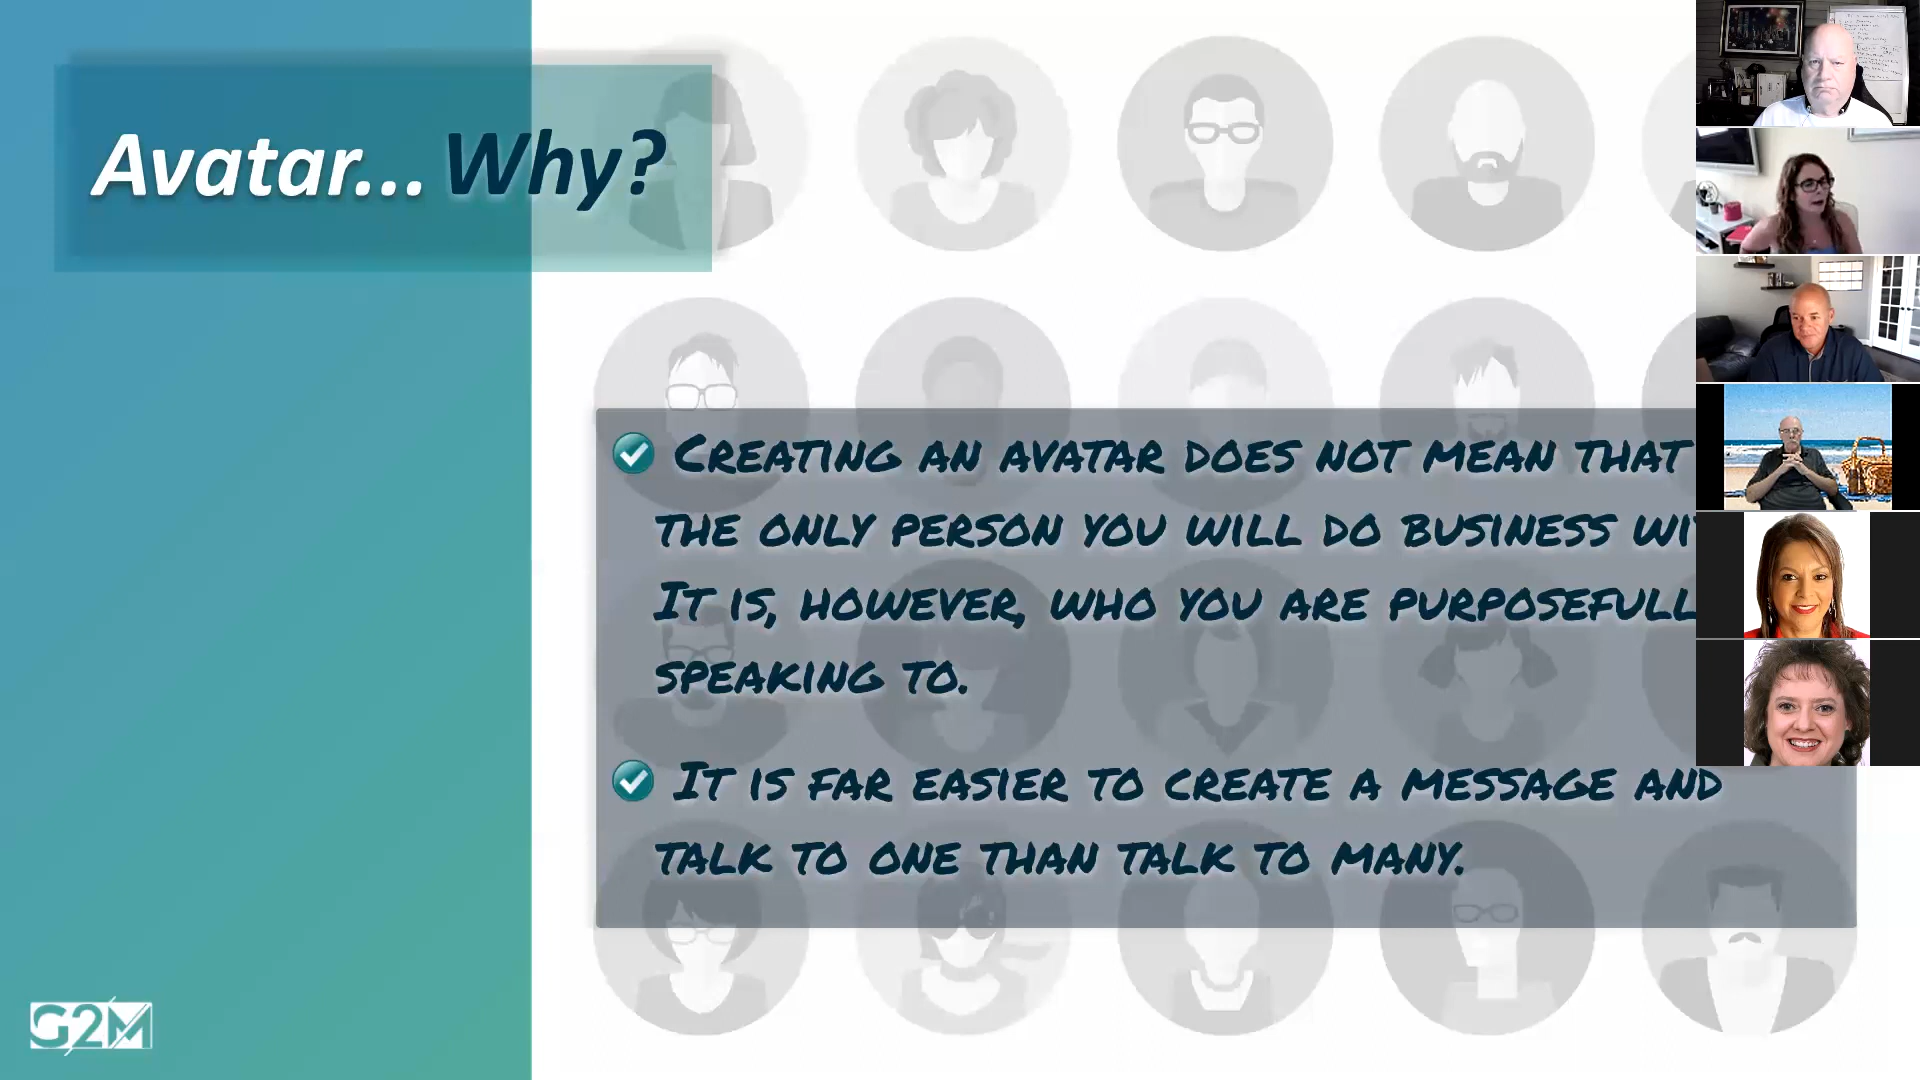 Avatar... Why?
Creating an avatar does not mean that
the only person you will do business
It is, however, who you are
speaking to.
It is far easier to create a message and
talk to one than talk to many.
G2M